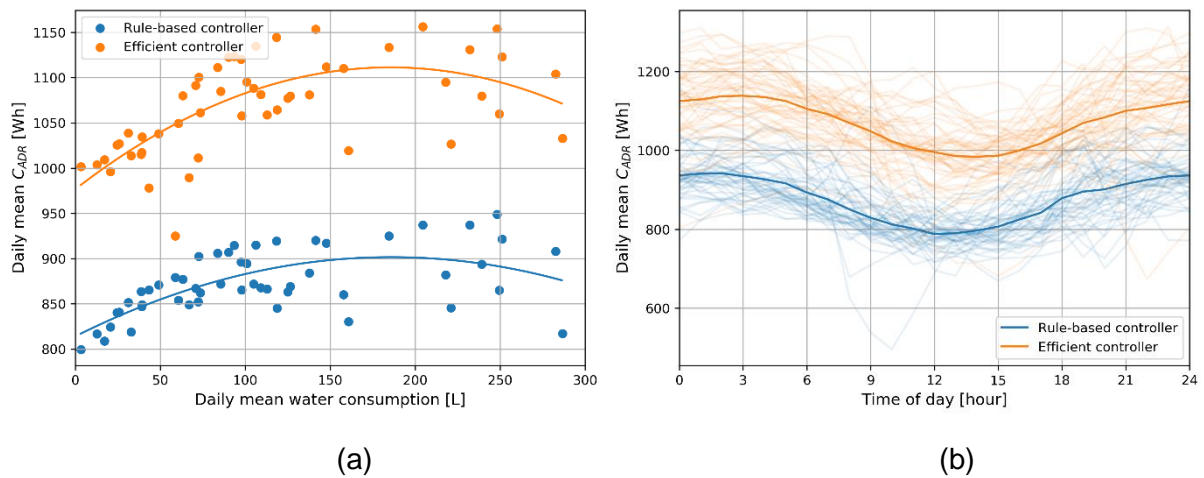 Rule-based controller
Efficient controller
1150
1100
1050
1000
950
900
850
800
Daily mean C_ADR [Wh]
0 50 100 150 200 250 300
Daily mean water consumption [L]
(a)
1200
1000
800
600
Daily mean C_ADR [Wh]
Rule-based controller
Efficient controller
0 3 6 9 12 15 18 21 24
Time of day [hour]
(b)